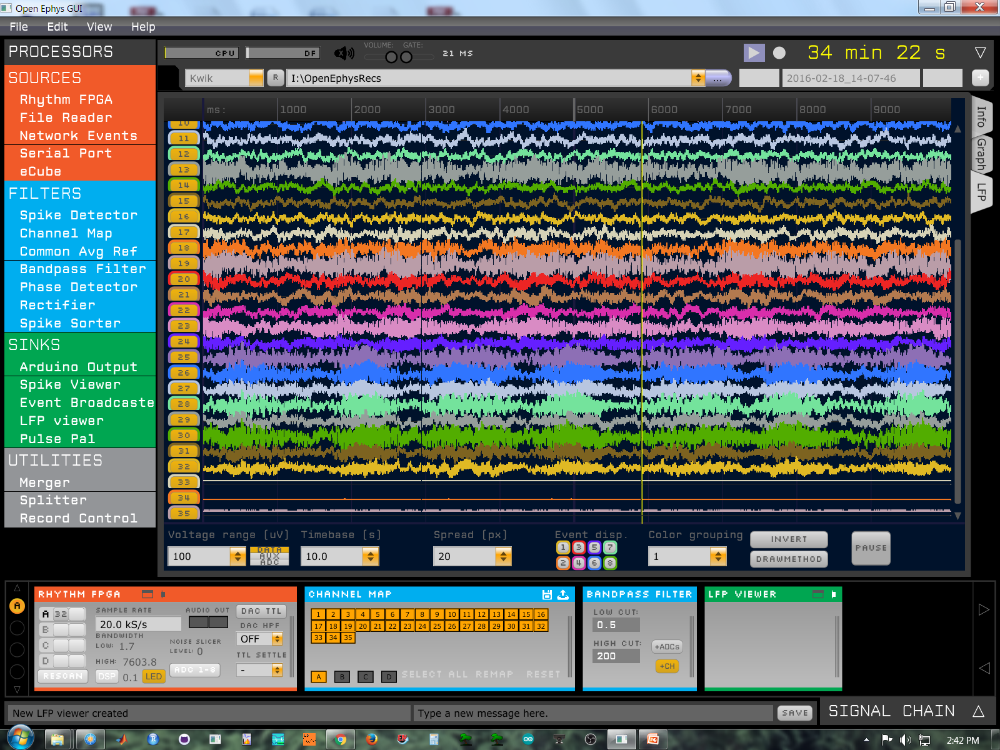 Open Ephys GUI
File Edit View Help
PROCESSORS
SOURCES
Rhythm FPGA
File Reader
Network Events
Serial Port
eCube
FILTERS
Spike Detector
Channel Map
Common Avg Ref
Bandpass Filter
Phase Detector
Rectifier
Spike Sorter
SINKS
Arduino Output
Spike Viewer
Event Broadcaste
LFP viewer
Pulse Pal
UTILITIES
Merger
Splitter
Record Control
CPU DF VOLUME: GATE: 21 MS 34 min 22 s
Kwik R I:\OpenEphysRecs ... 2016-02-18_14-07-46 +
Info
Graph
LFP
ms: 1000 2000 3000 4000 5000 6000 7000 8000 9000
10
11
12
13
14
15
16
17
18
19
20
21
22
23
24
25
26
27
28
29
30
31
32
33
34
35
Voltage range [uV] Timebase [s] Spread [px] Event disp. Color grouping
100 DATA AUX ADC 10.0 20 1 3 5 7 1
2 4 6 8
INVERT
DRAWMETHOD
PAUSE
A
RHYTHM FPGA
A 32
B
C
D
RESCAN
SAMPLE RATE
20.0 kS/s
BANDWIDTH
LOW: 1.7
HIGH: 7603.8
DSP 0.1 LED
AUDIO OUT
NOISE SLICER
LEVEL: 0
ADC 1-8
DAC TTL
DAC HPF
OFF
TTL SETTLE
-
CHANNEL MAP
1 2 3 4 5 6 7 8 9 10 11 12 13 14 15 16
17 18 19 20 21 22 23 24 25 26 27 28 29 30 31 32
33 34 35
A B C D SELECT ALL REMAP RESET
BANDPASS FILTER
LOW CUT:
0.5
HIGH CUT:
200
+ADCs
+CH
LFP VIEWER
New LFP viewer created
Type a new message here.
SAVE
SIGNAL CHAIN
2:42 PM